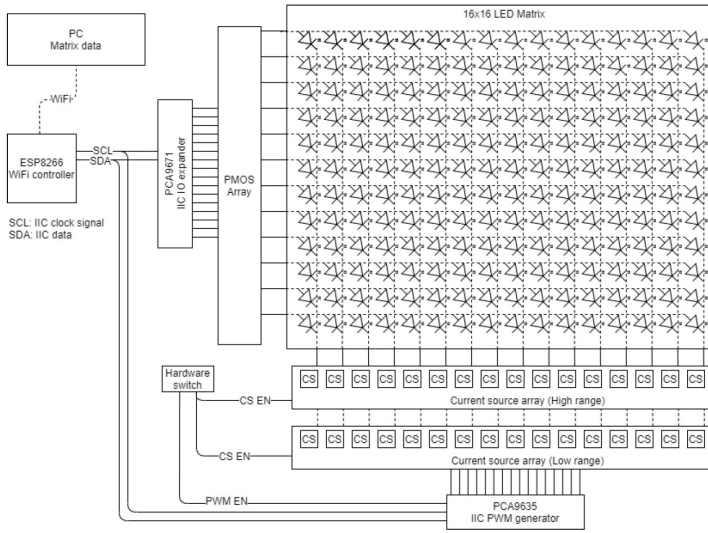 16x16 LED Matrix
PC
Matrix data
WiFi
ESP8266
WiFi controller
SCL
SDA
SCL: IIC clock signal
SDA: IIC data
PCA9671
IIC IO expander
PMOS
Array
Hardware
switch
CS EN
CS CS CS CS CS CS CS CS CS CS CS CS CS CS CS CS
Current source array (High range)
CS EN
CS CS CS CS CS CS CS CS CS CS CS CS CS CS CS CS
Current source array (Low range)
PWM EN
PCA9635
IIC PWM generator